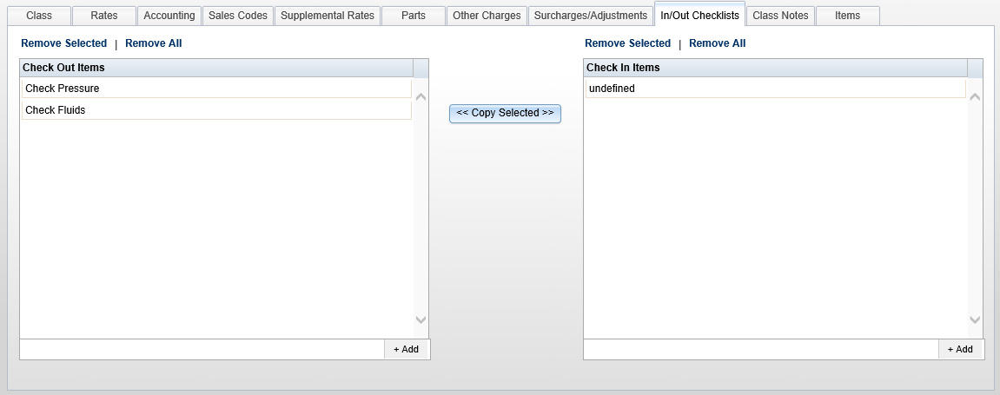 Class Rates Accounting Sales Codes Supplemental Rates Parts Other Charges Surcharges/Adjustments In/Out Checklists Class Notes Items
Remove Selected | Remove All Remove Selected | Remove All
Check Out Items Check In Items
Check Pressure undefined
Check Fluids << Copy Selected >>
+ Add + Add